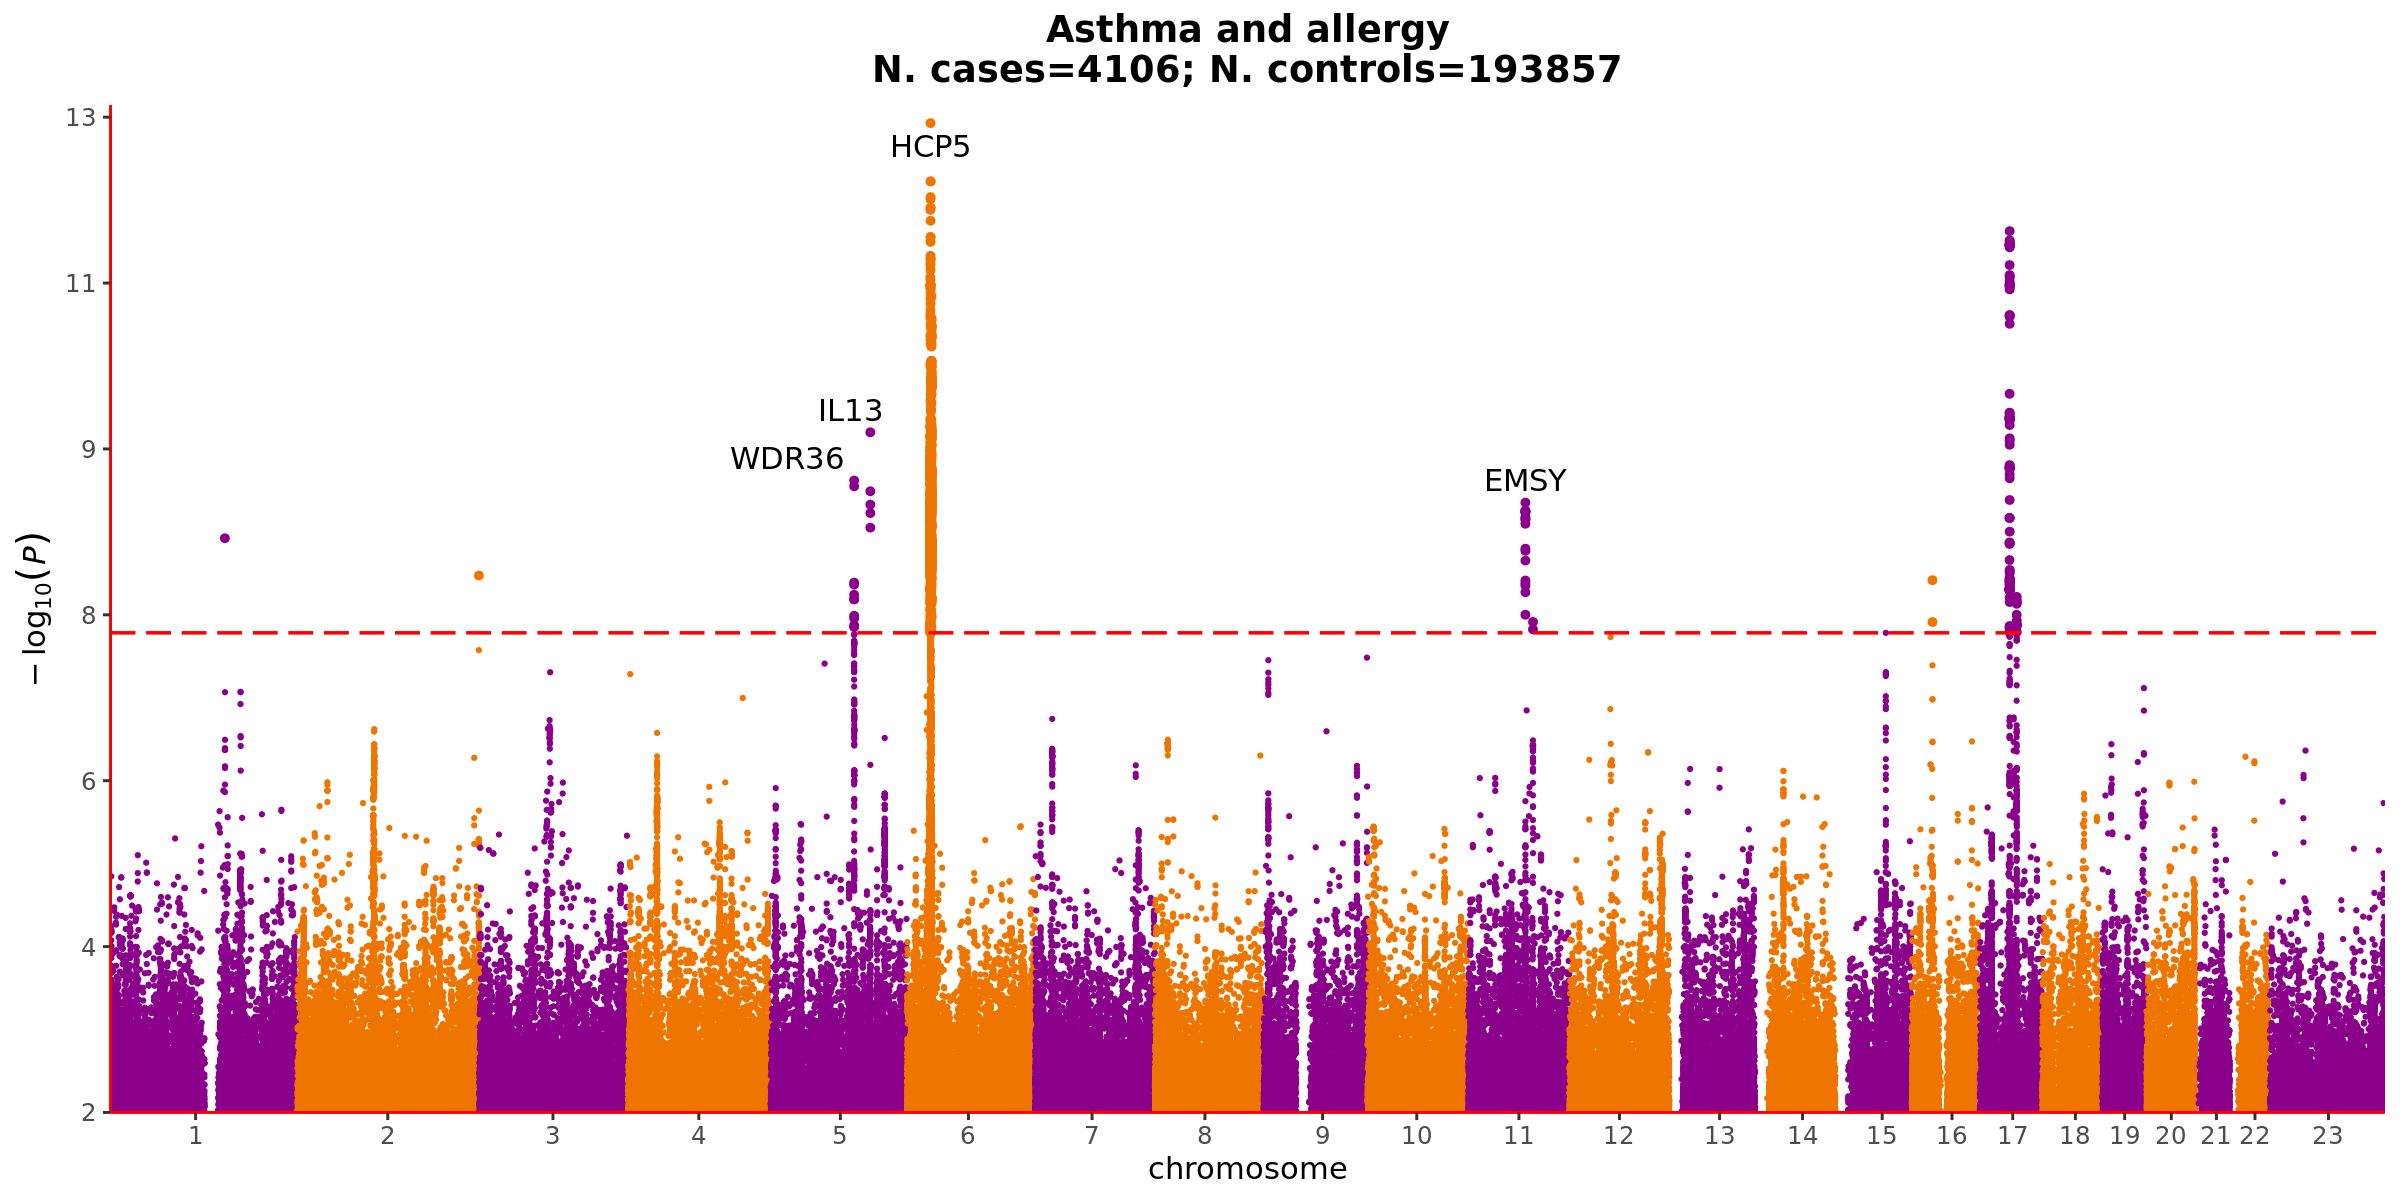 Asthma and allergy
N. cases=4106; N. controls=193857
13
11
9
8
6
4
2
−log10(P)
HCP5
IL13
WDR36
EMSY
1 2 3 4 5 6 7 8 9 10 11 12 13 14 15 16 17 18 19 20 21 22 23
chromosome